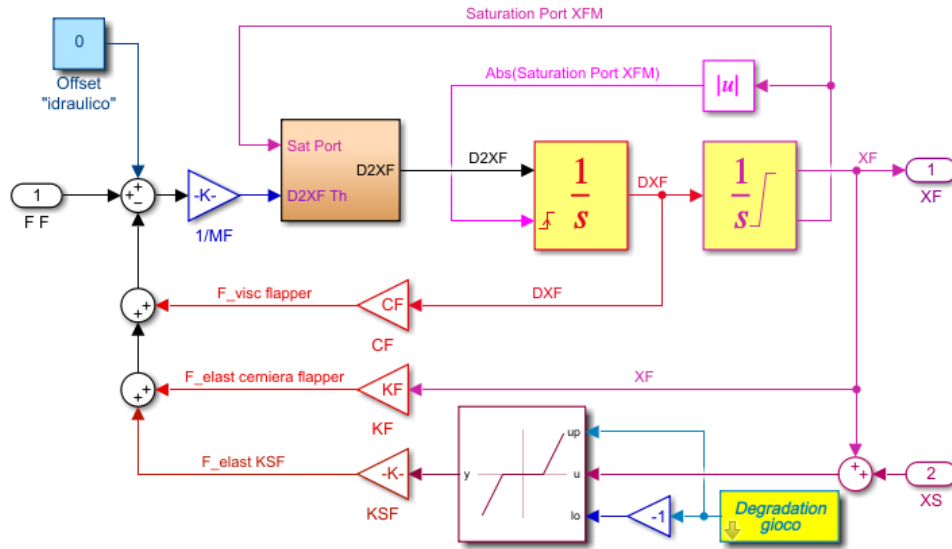 Saturation Port XFM
0
Offset
"idraulico"
Abs(Saturation Port XFM)
|u|
Sat Port
D2XF
D2XF Th
D2XF
1
s
DXF
1
s
XF
1
XF
1
F F
-K-
1/MF
F_visc flapper
CF
CF
DXF
F_elast cerniera flapper
KF
KF
XF
F_elast KSF
-K-
KSF
y
up
u
lo
-1
Degradation
gioco
2
XS